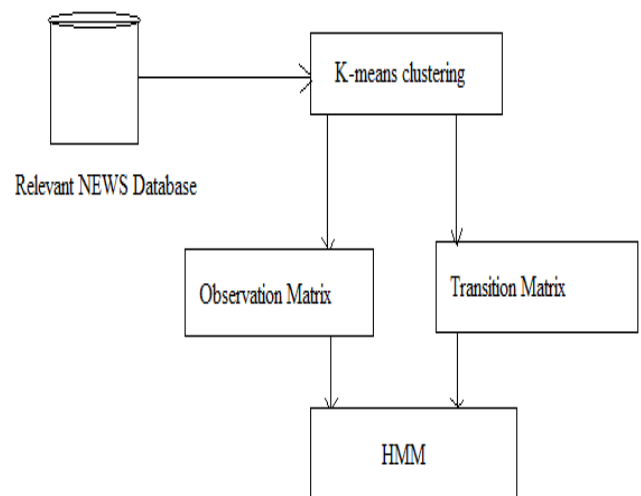 K-means clustering
Relevant NEWS Database
Observation Matrix
Transition Matrix
HMM